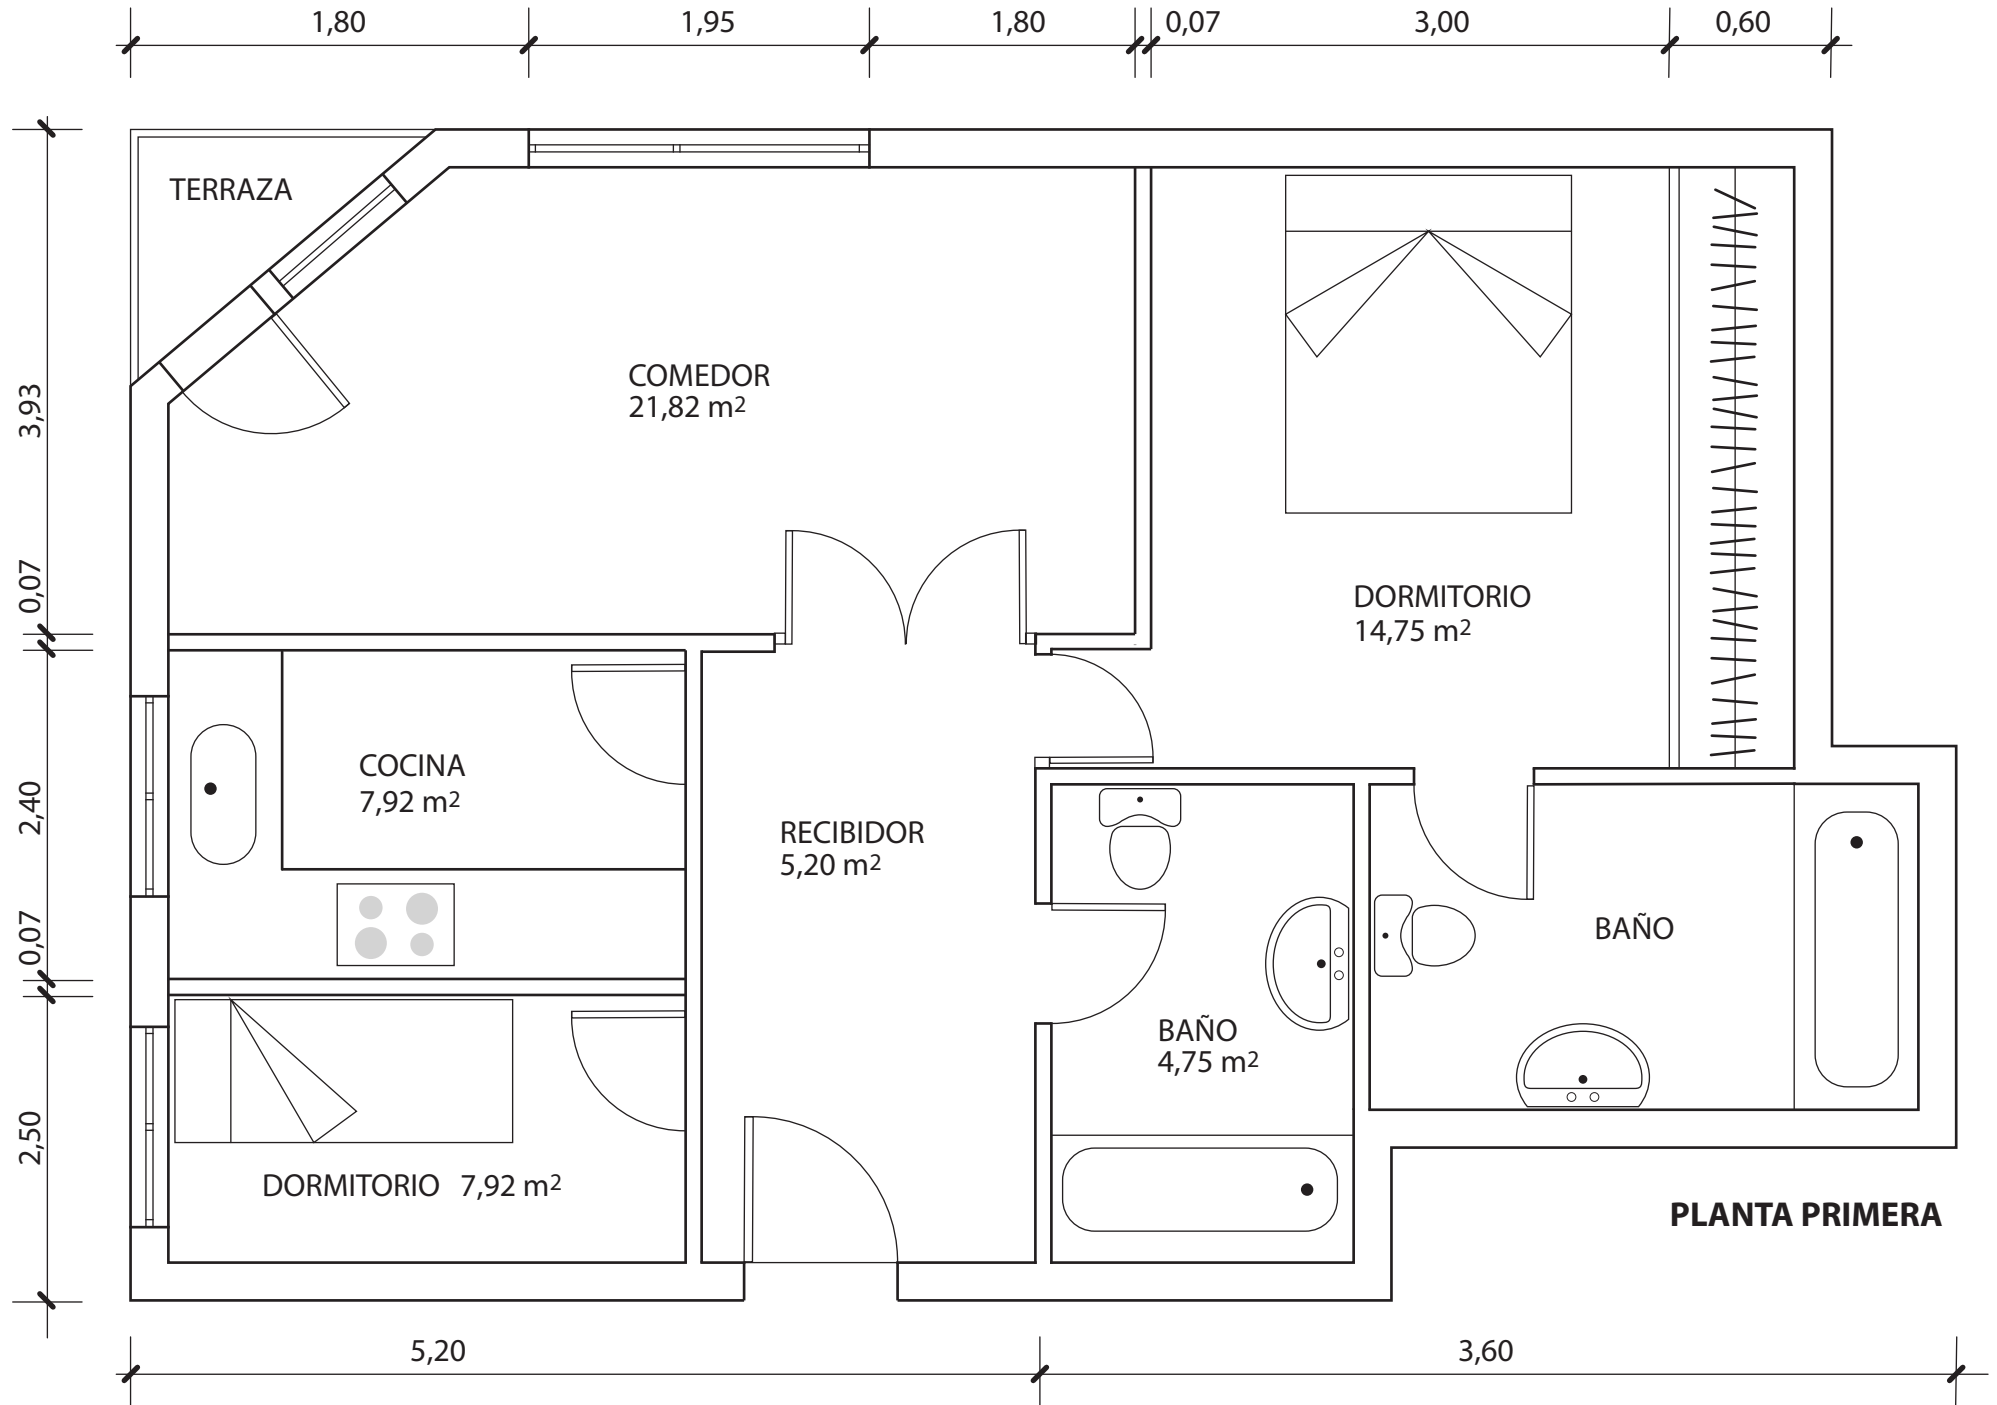 1,80
1,95
1,80
0,07
3,00
0,60
TERRAZA
3,93
COMEDOR
21,82 m²
0,07
DORMITORIO
14,75 m²
2,40
COCINA
7,92 m²
RECIBIDOR
5,20 m²
0,07
BAÑO
BAÑO
4,75 m²
2,50
DORMITORIO 7,92 m²
PLANTA PRIMERA
5,20
3,60